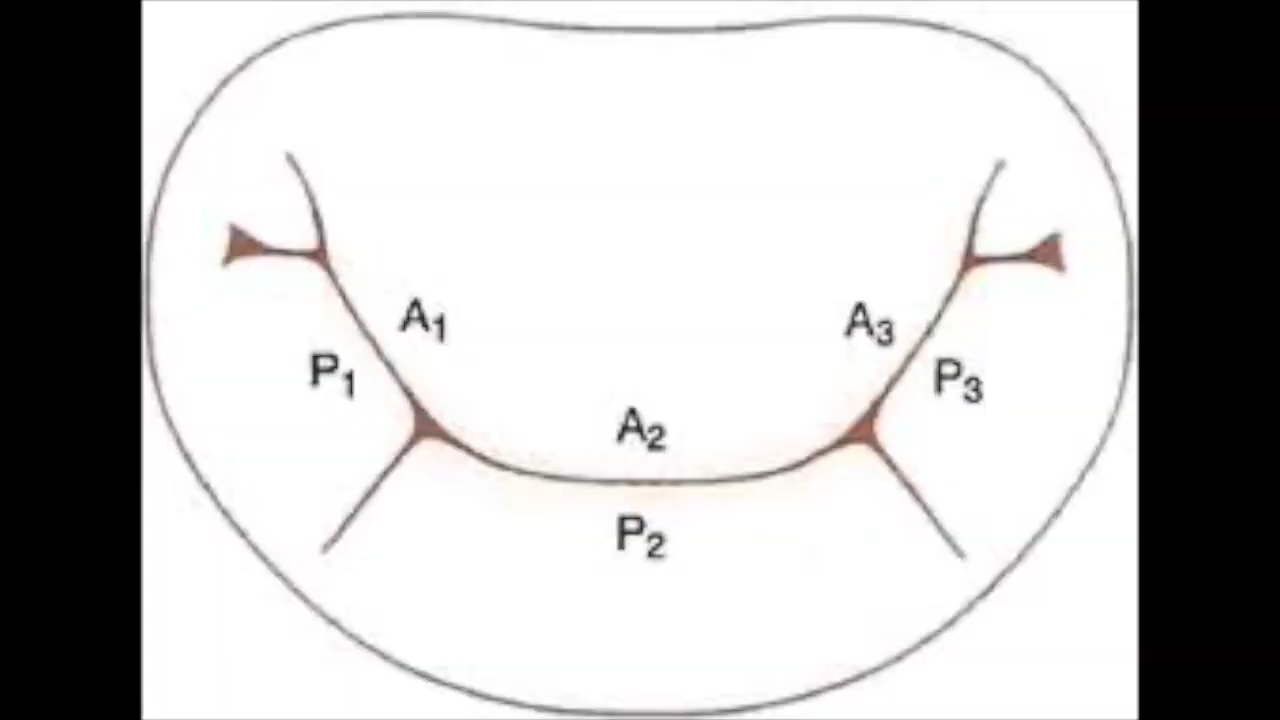 A₁
A₃
P₁
P₃
A₂
P₂